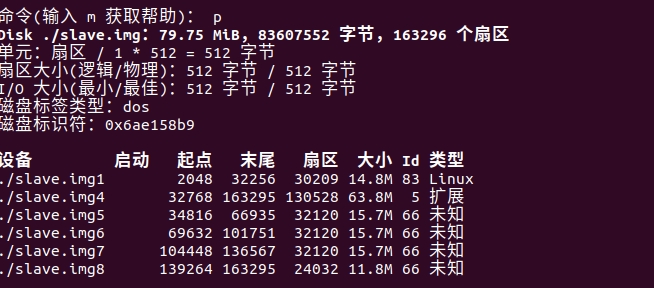 命令(输入 m 获取帮助)： p
Disk ./slave.img：79.75 MiB，83607552 字节，163296 个扇区
单元：扇区 / 1 * 512 = 512 字节
扇区大小(逻辑/物理)：512 字节 / 512 字节
I/O 大小(最小/最佳)：512 字节 / 512 字节
磁盘标签类型：dos
磁盘标识符：0x6ae158b9
设备 启动 起点 末尾 扇区 大小 Id 类型
./slave.img1 2048 32256 30209 14.8M 83 Linux
./slave.img4 32768 163295 130528 63.8M 5 扩展
./slave.img5 34816 66935 32120 15.7M 66 未知
./slave.img6 69632 101751 32120 15.7M 66 未知
./slave.img7 104448 136567 32120 15.7M 66 未知
./slave.img8 139264 163295 24032 11.8M 66 未知